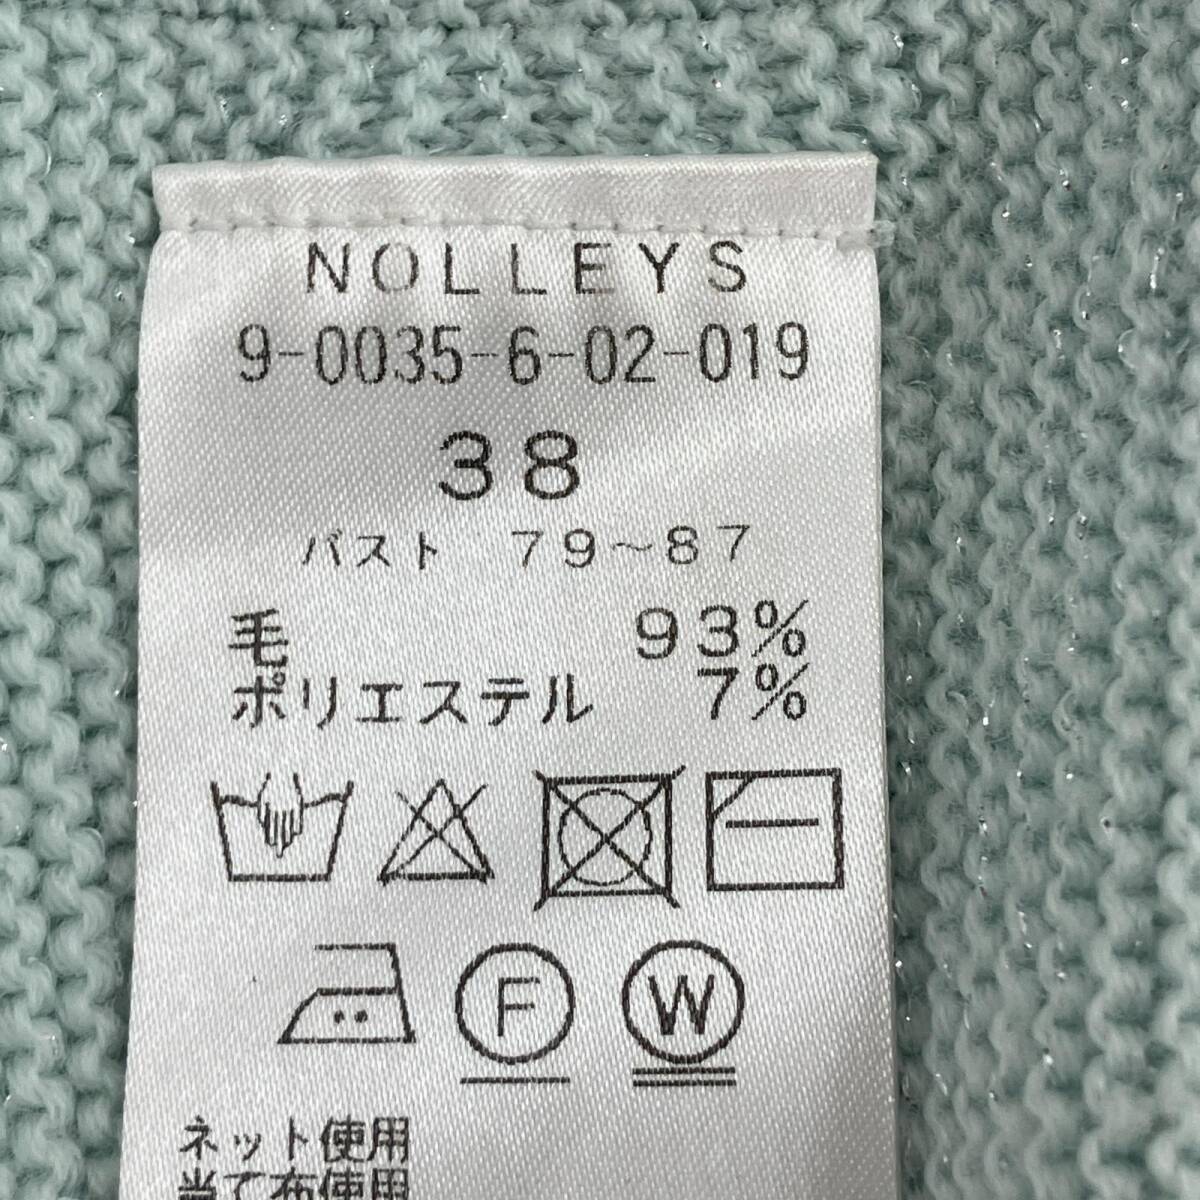 NOLLEYS
9-0035-6-02-019
38
バスト 79~87
毛 93%
ポリエステル 7%
F W
ネット使用
当て布使用